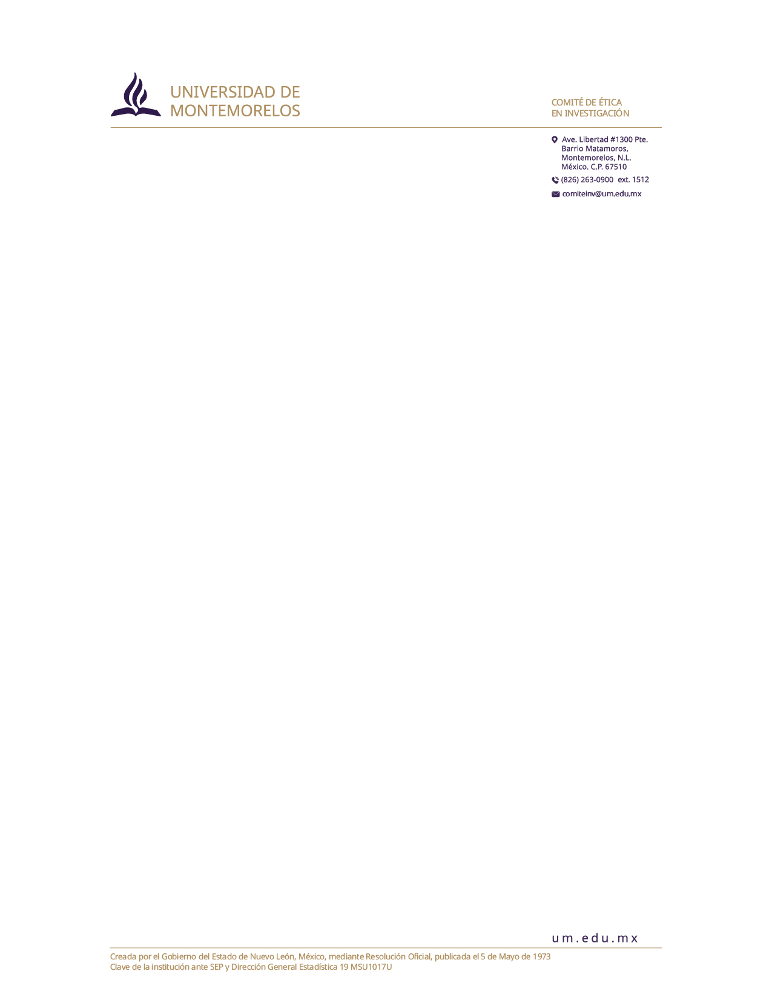 UNIVERSIDAD DE
MONTEMORELOS
COMITÉ DE ÉTICA
EN INVESTIGACIÓN
Ave. Libertad #1300 Pte.
Barrio Matamoros,
Montemorelos, N.L.
México. C.P. 67510
(826) 263-0900 ext. 1512
comiteinv@um.edu.mx
um.edu.mx
Creada por el Gobierno del Estado de Nuevo León, México, mediante Resolución Oficial, publicada el 5 de Mayo de 1973
Clave de la institución ante SEP y Dirección General Estadística 19 MSU1017U